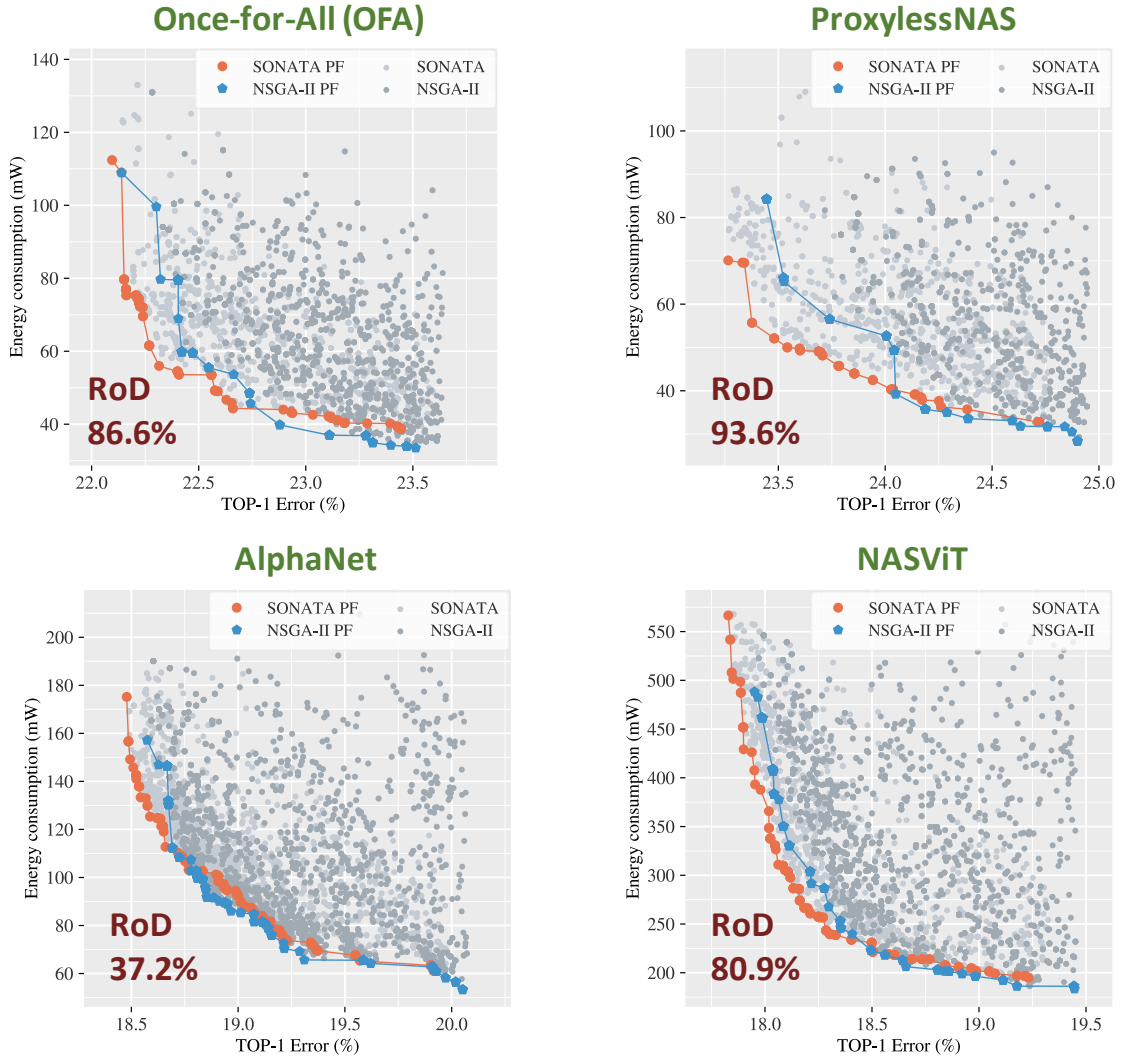 Once-for-All (OFA)
SONATA PF
SONATA
NSGA-II PF
NSGA-II
140
120
100
80
60
40
Energy consumption (mW)
RoD
86.6%
22.0 22.5 23.0 23.5
TOP-1 Error (%)
ProxylessNAS
SONATA PF
SONATA
NSGA-II PF
NSGA-II
100
80
60
40
Energy consumption (mW)
RoD
93.6%
23.5 24.0 24.5 25.0
TOP-1 Error (%)
AlphaNet
SONATA PF
SONATA
NSGA-II PF
NSGA-II
200
180
160
140
120
100
80
60
Energy consumption (mW)
RoD
37.2%
18.5 19.0 19.5 20.0
TOP-1 Error (%)
NASViT
SONATA PF
SONATA
NSGA-II PF
NSGA-II
550
500
450
400
350
300
250
200
Energy consumption (mW)
RoD
80.9%
18.0 18.5 19.0 19.5
TOP-1 Error (%)